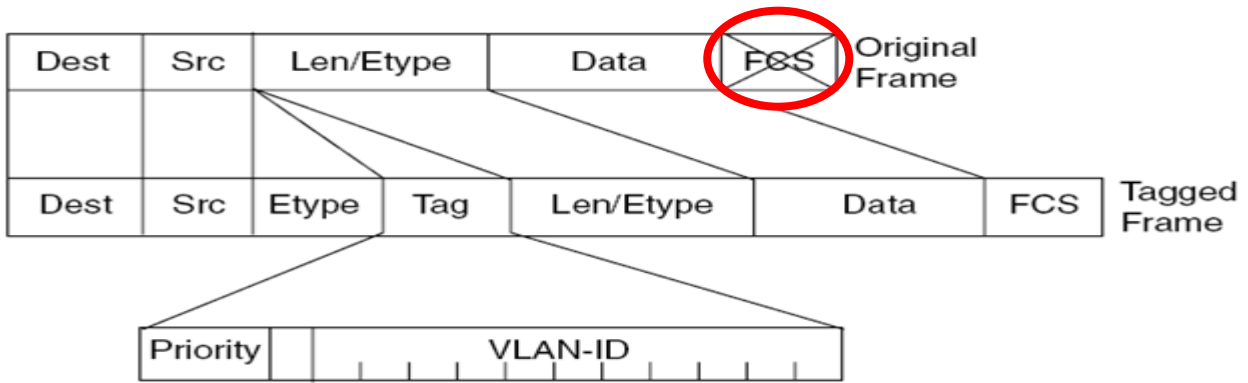 Dest Src Len/Etype Data FCS Original
Frame
Dest Src Etype Tag Len/Etype Data FCS Tagged
Frame
Priority VLAN-ID